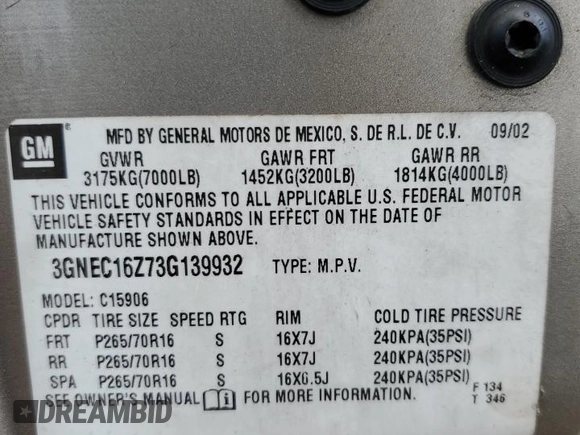 GM ®
MFD BY GENERAL MOTORS DE MEXICO, S. DE R.L. DE C.V. 09/02
GVWR GAWR FRT GAWR RR
3175KG(7000LB) 1452KG(3200LB) 1814KG(4000LB)
THIS VEHICLE CONFORMS TO ALL APPLICABLE U.S. FEDERAL MOTOR
VEHICLE SAFETY STANDARDS IN EFFECT ON THE DATE OF
MANUFACTURE SHOWN ABOVE.
3GNEC16Z73G139932 TYPE: M.P.V.
MODEL: C15906
CPDR TIRE SIZE SPEED RTG RIM COLD TIRE PRESSURE
FRT P265/70R16 S 16X7J 240KPA(35PSI)
RR P265/70R16 S 16X7J 240KPA(35PSI)
SPA P265/70R16 S 16X6.5J 240KPA(35PSI)
SEE OWNER'S MANUAL i FOR MORE INFORMATION.
F 134
T 346
DREAMBID